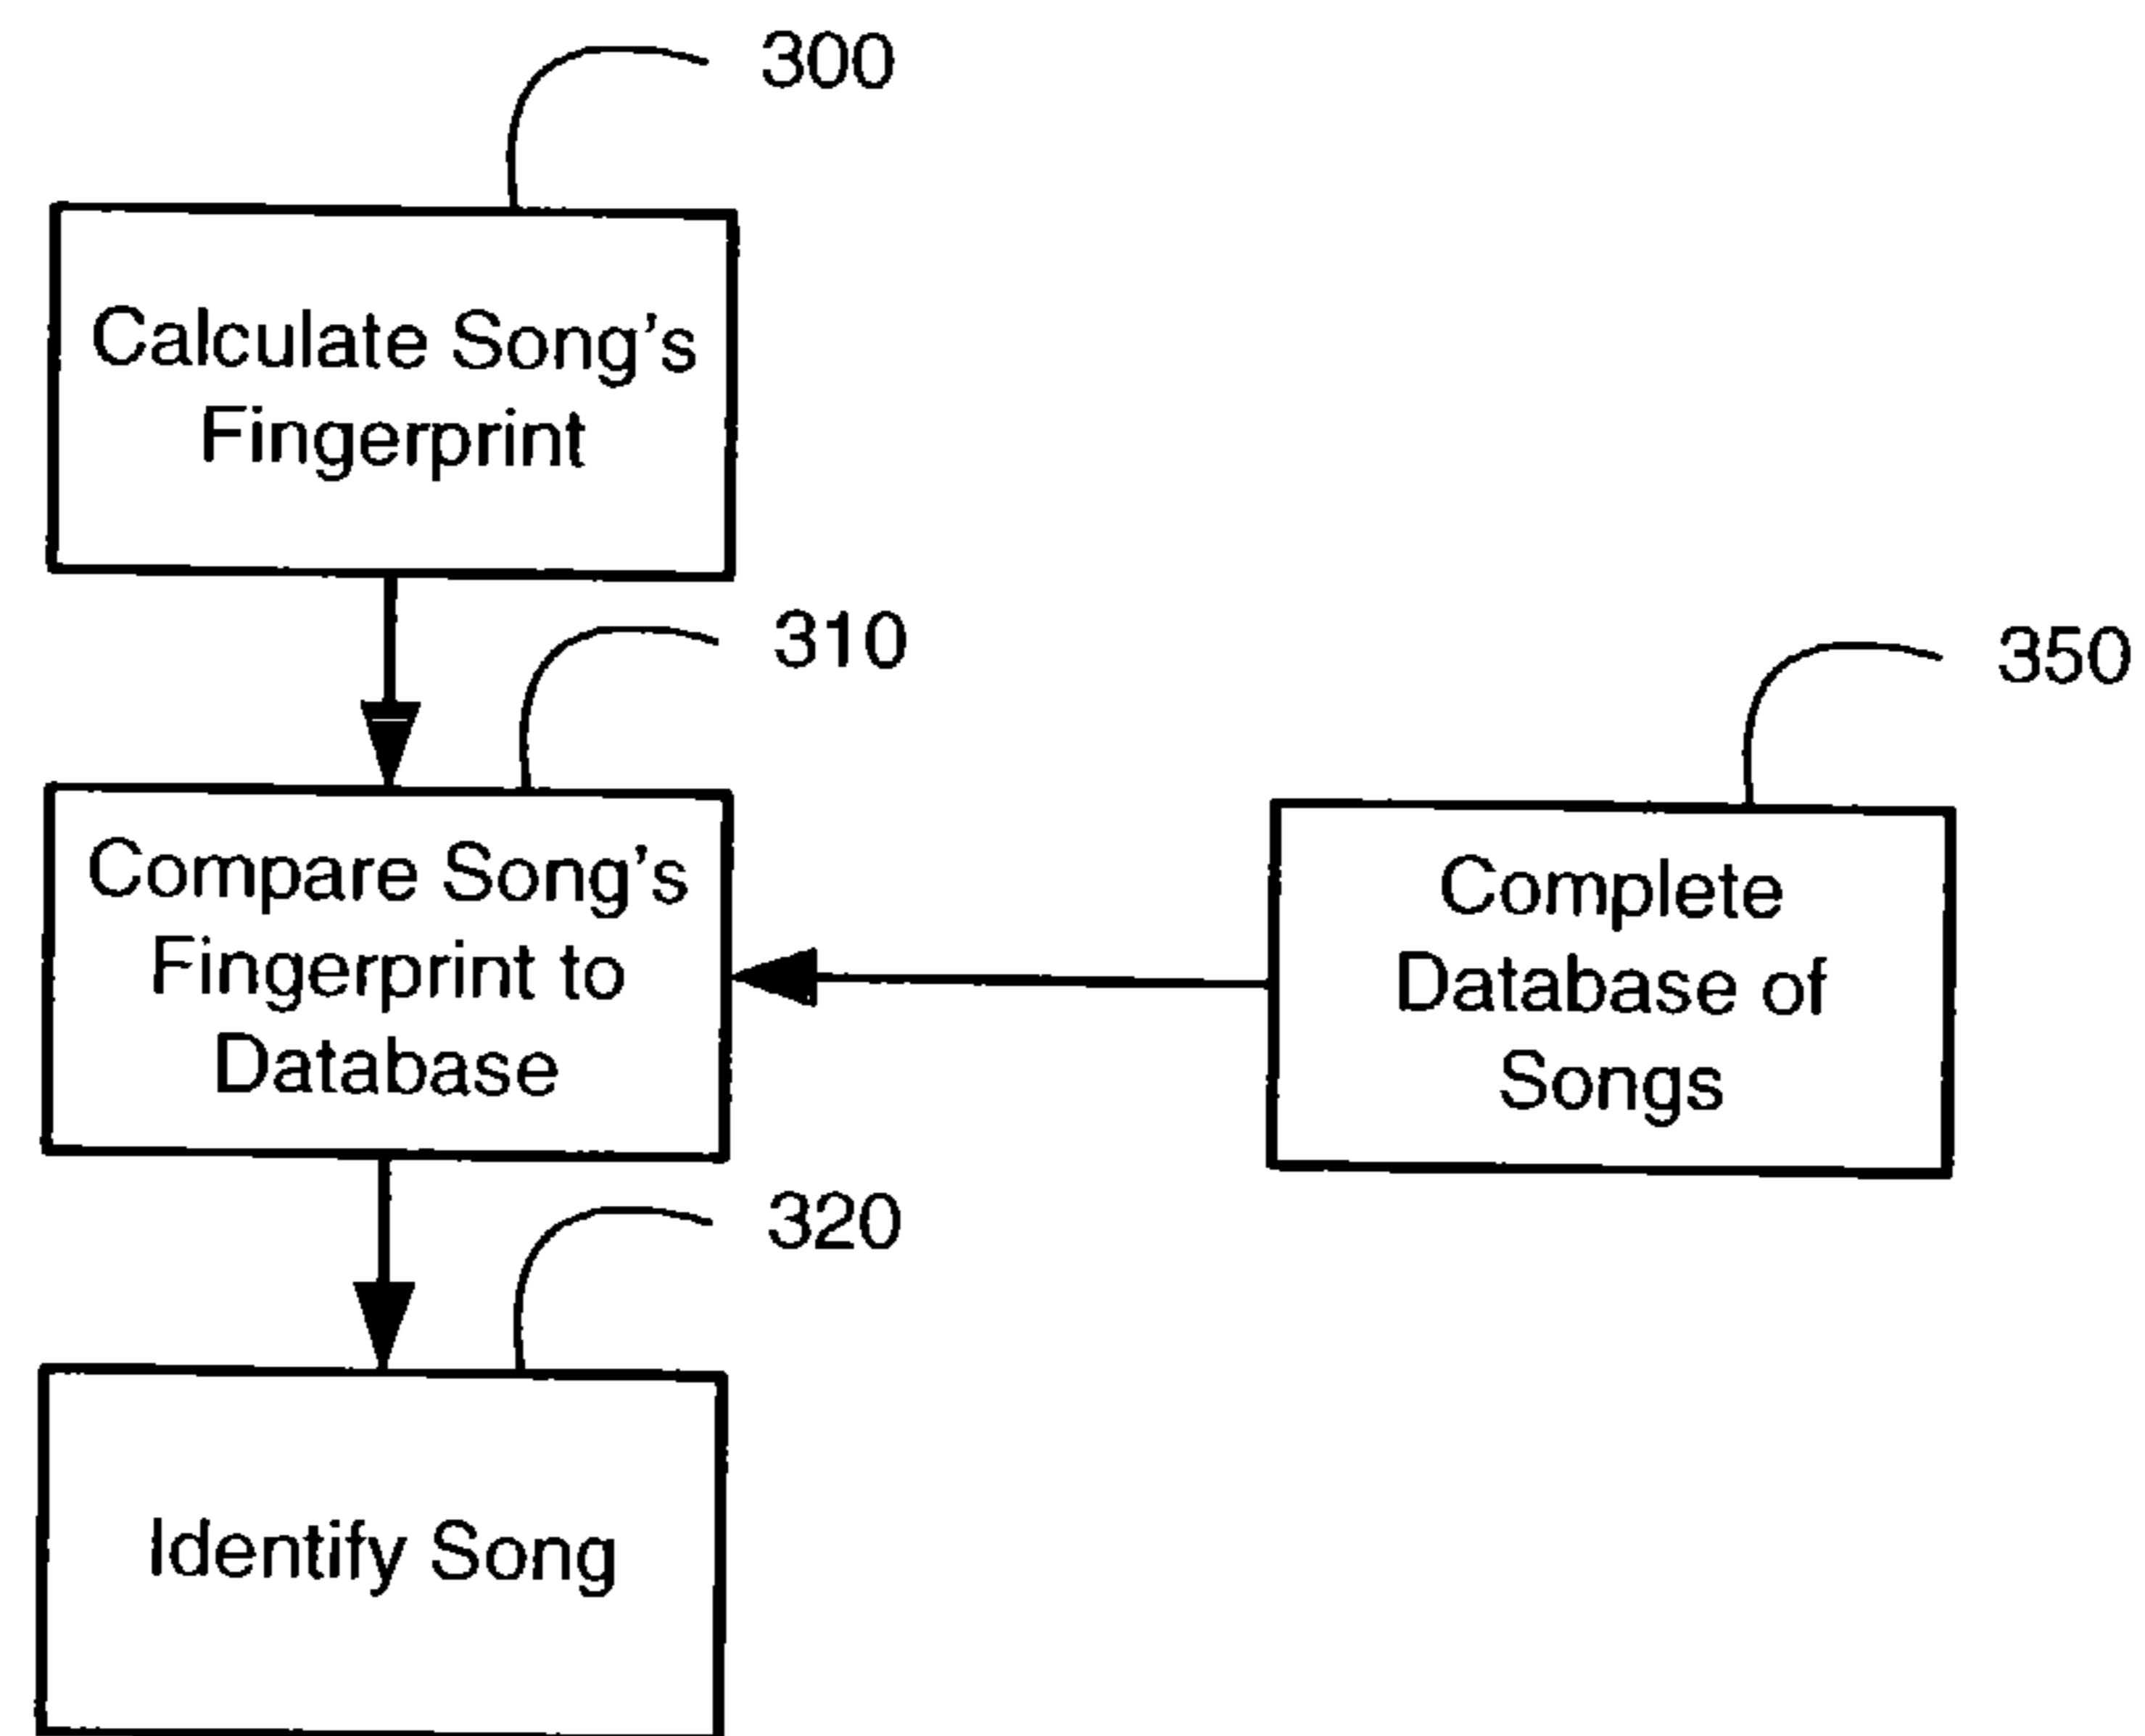 300
Calculate Song's
Fingerprint
310
Compare Song's
Fingerprint to
Database
350
Complete
Database of
Songs
320
Identify Song